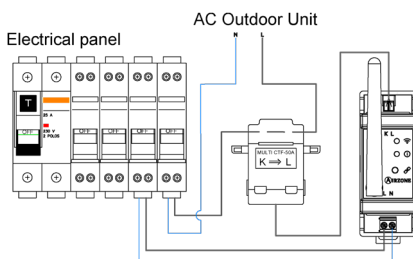 AC Outdoor Unit
Electrical panel
N L
T
25 A
230 V
2 POLOS
OFF OFF OFF OFF OFF
MULTI CTF-50A
K ⇒ L
K L
AIRZONE
L N